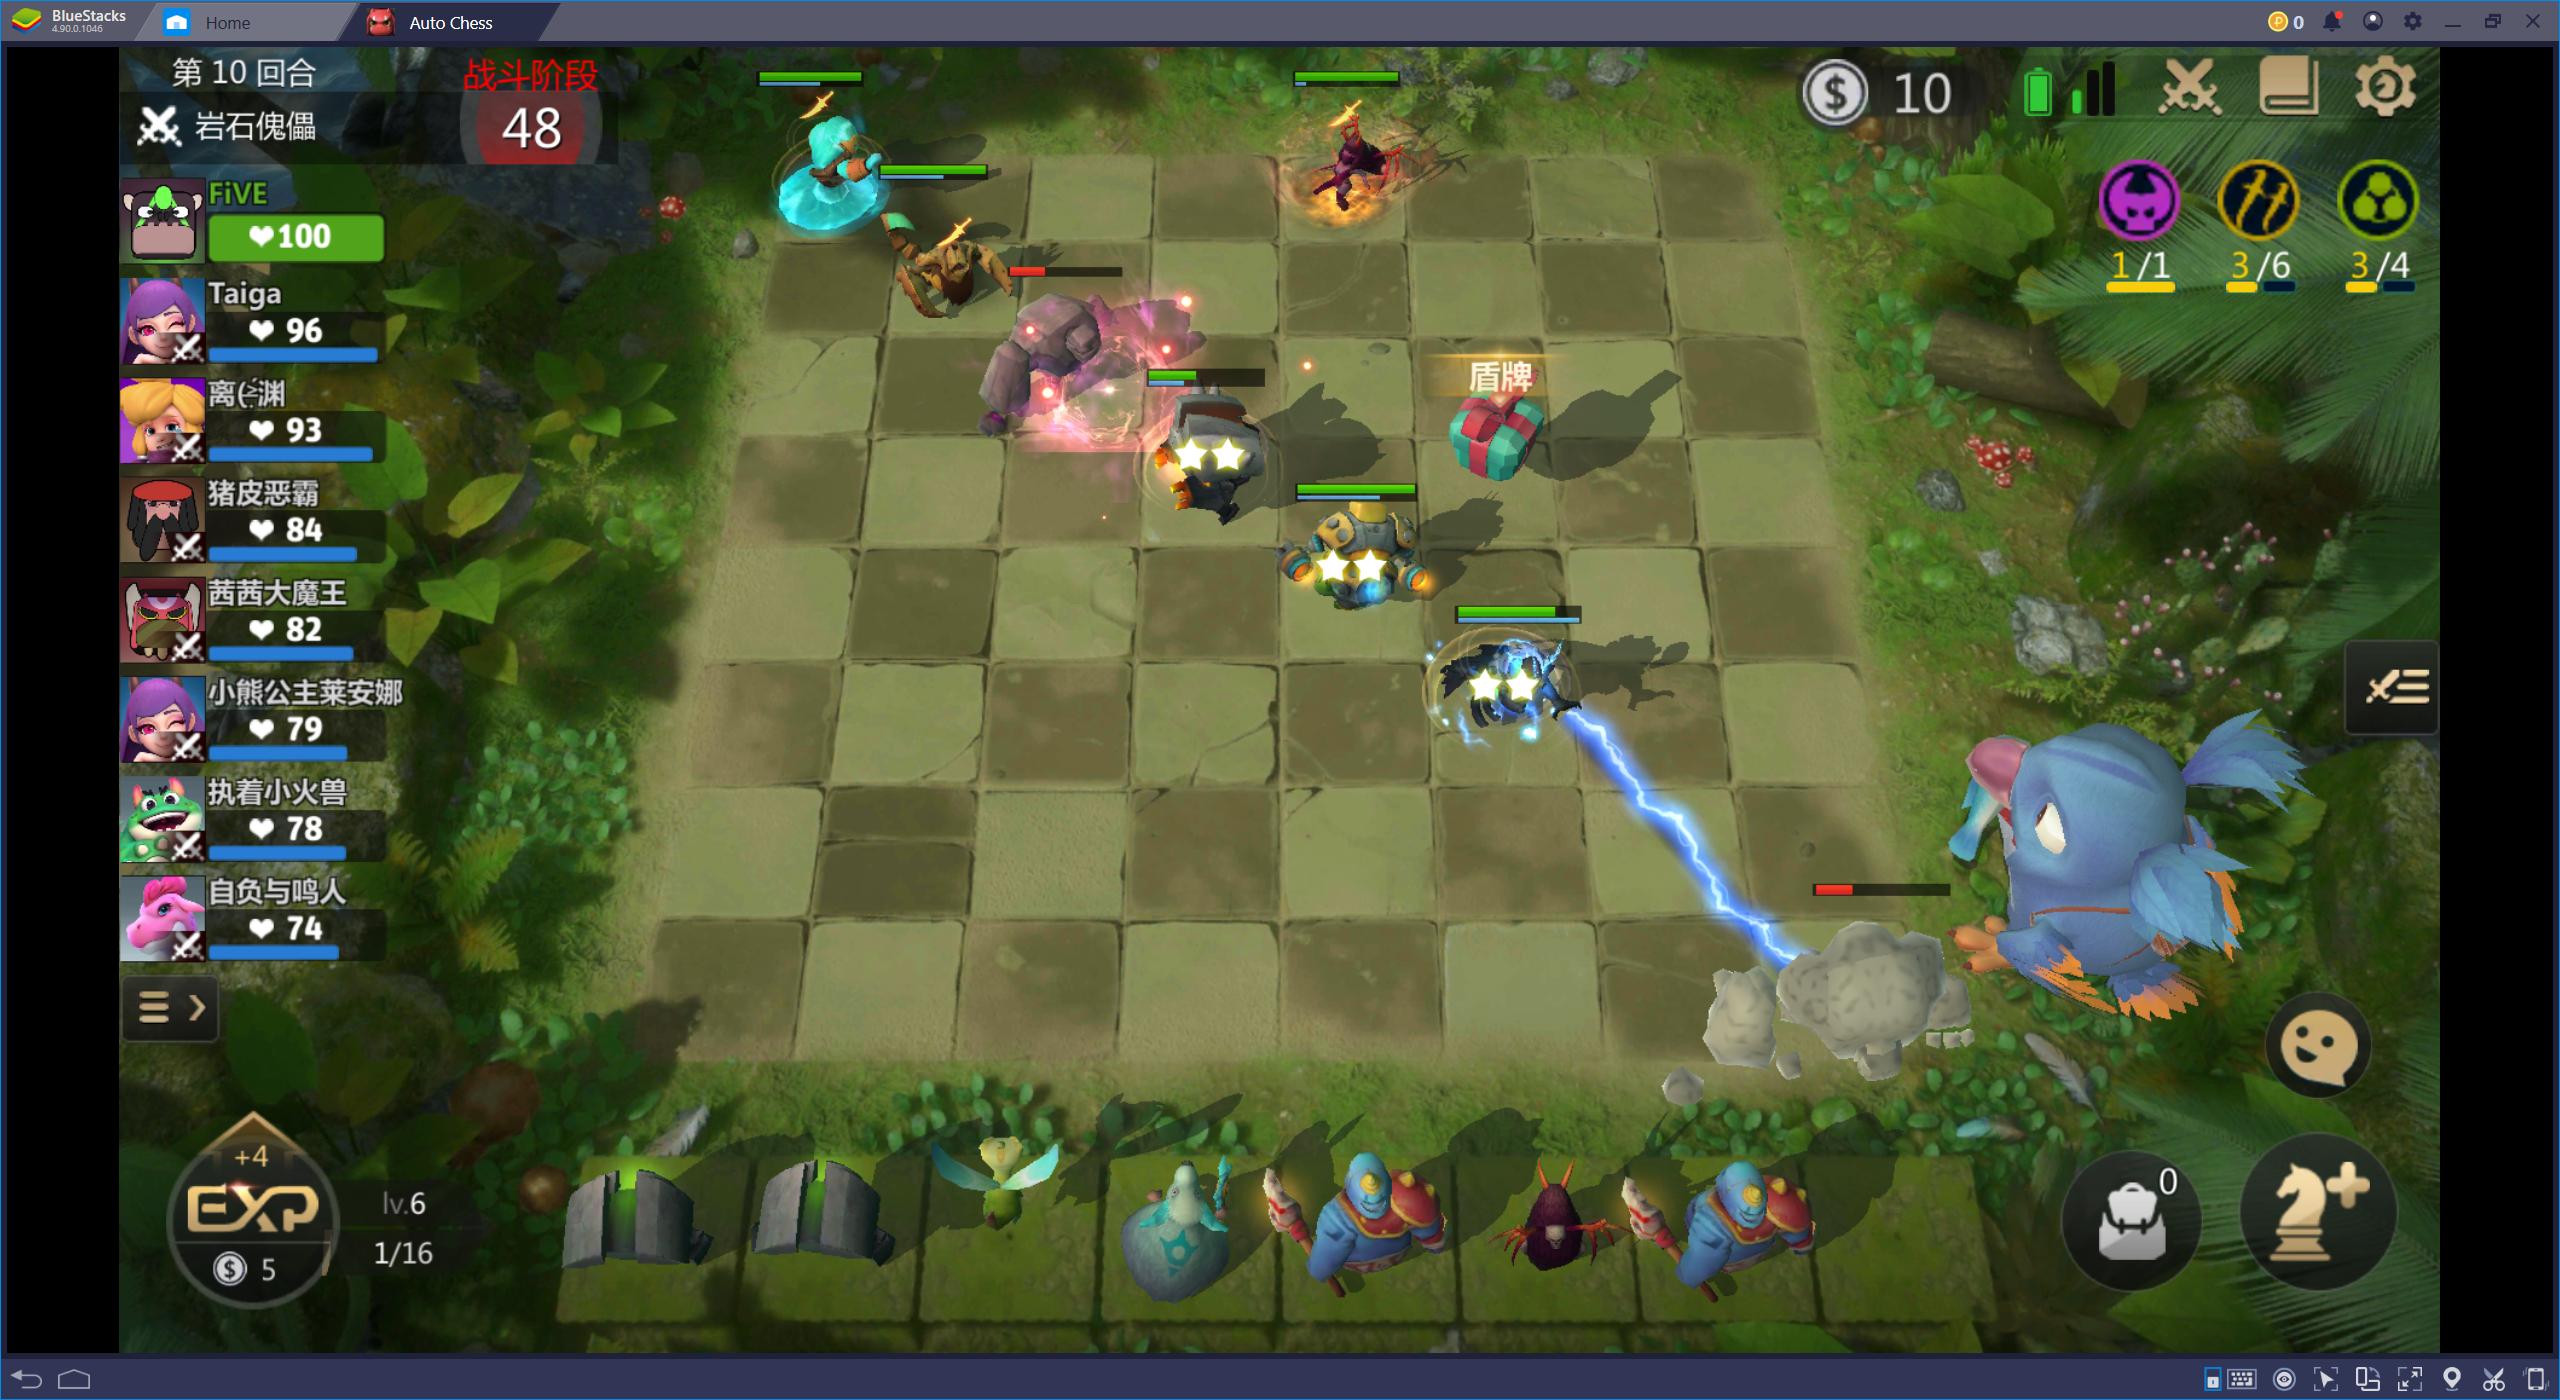 BlueStacks
4.90.0.1046
Home
Auto Chess
0
第 10 回合
战斗阶段
岩石傀儡
48
10
FiVE
100
Taiga
96
93
猪皮恶霸
84
茜茜大魔王
82
小熊公主莱安娜
79
执着小火兽
78
自负与鸣人
74
1/1
3/6
3/4
盾牌
+4
EXP
5
lv.6
1/16
0